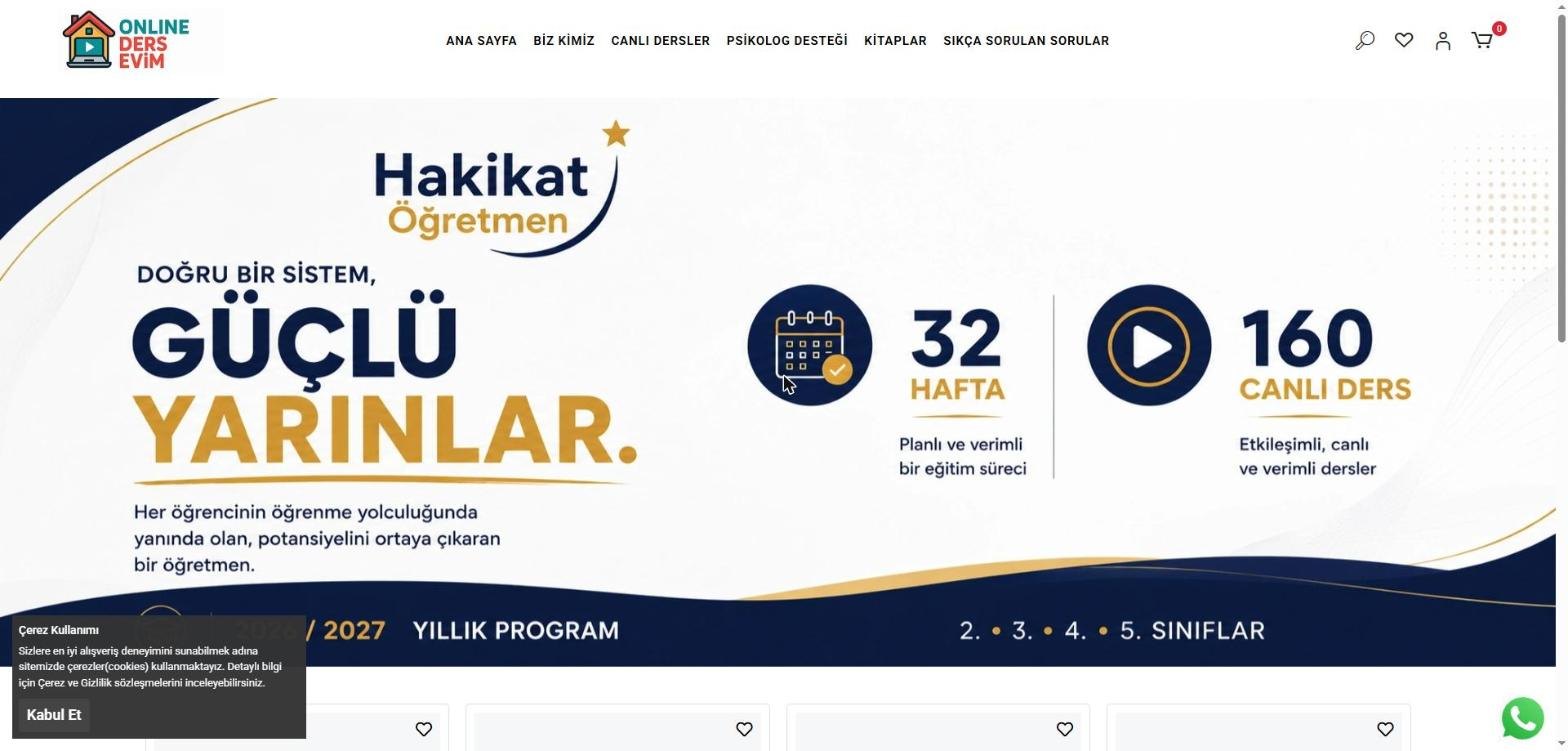 ONLINE
DERS
EViM
ANA SAYFA
BİZ KİMİZ
CANLI DERSLER
PSİKOLOG DESTEĞİ
KİTAPLAR
SIKÇA SORULAN SORULAR
0
Hakikat
Öğretmen
DOĞRU BİR SİSTEM,
GÜÇLÜ
YARINLAR.
Her öğrencinin öğrenme yolculuğunda
yanında olan, potansiyelini ortaya çıkaran
bir öğretmen.
32
HAFTA
Planlı ve verimli
bir eğitim süreci
160
CANLI DERS
Etkileşimli, canlı
ve verimli dersler
2026 / 2027 YILLIK PROGRAM
2. • 3. • 4. • 5. SINIFLAR
Çerez Kullanımı
Sizlere en iyi alışveriş deneyimini sunabilmek adına
sitemizde çerezler(cookies) kullanmaktayız. Detaylı bilgi
için Çerez ve Gizlilik sözleşmelerini inceleyebilirsiniz.
Kabul Et